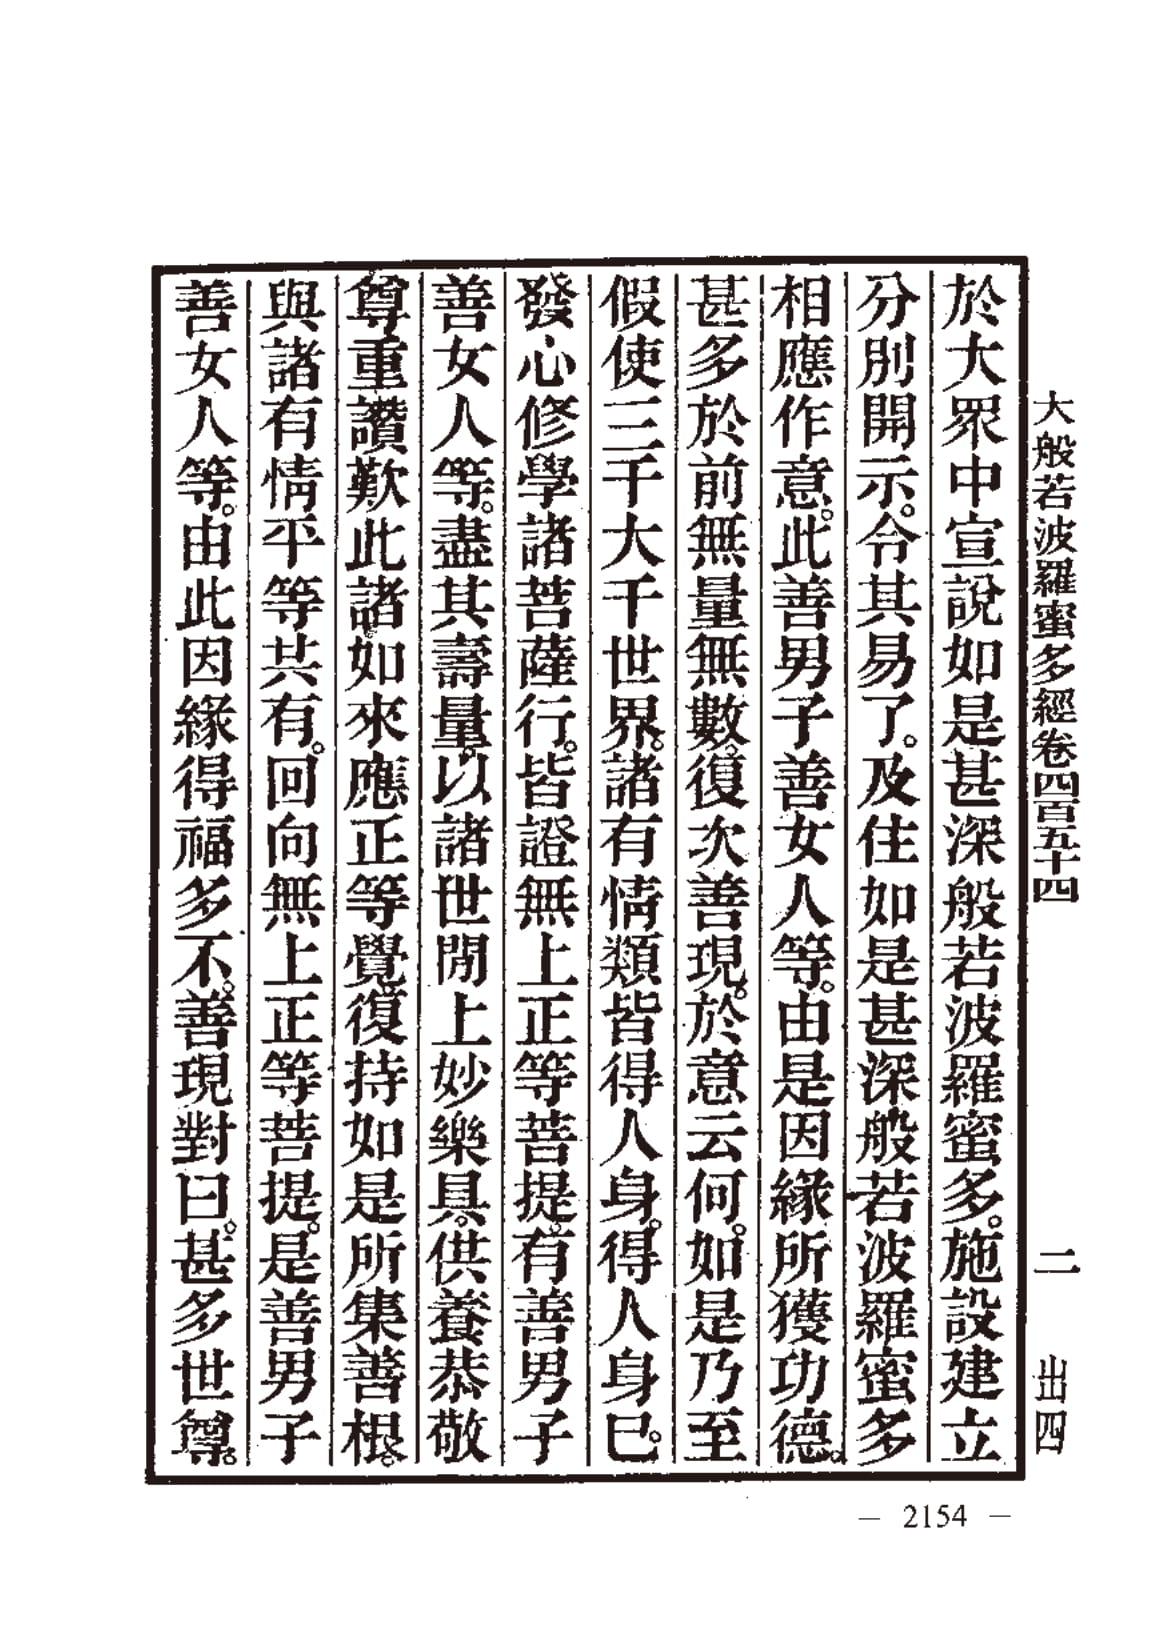 大般若波羅蜜多經卷四百五十四 二 出四
於大眾中宣說如是甚深般若波羅蜜多。施設建立
分別開示。令其易了。及住如是甚深般若波羅蜜多
相應作意。此善男子善女人等。由是因緣所獲功德。
甚多於前無量無數。復次善現。於意云何。如是乃至
假使三千大千世界。諸有情類皆得人身。得人身已。
發心修學諸菩薩行。皆證無上正等菩提。有善男子
善女人等。盡其壽量。以諸世閒上妙樂具。供養恭敬
尊重讚歎此諸如來應正等覺。復持如是所集善根。
與諸有情平等共有。回向無上正等菩提。是善男子
善女人等。由此因緣得福多不。善現對曰。甚多世尊。
— 2154 —